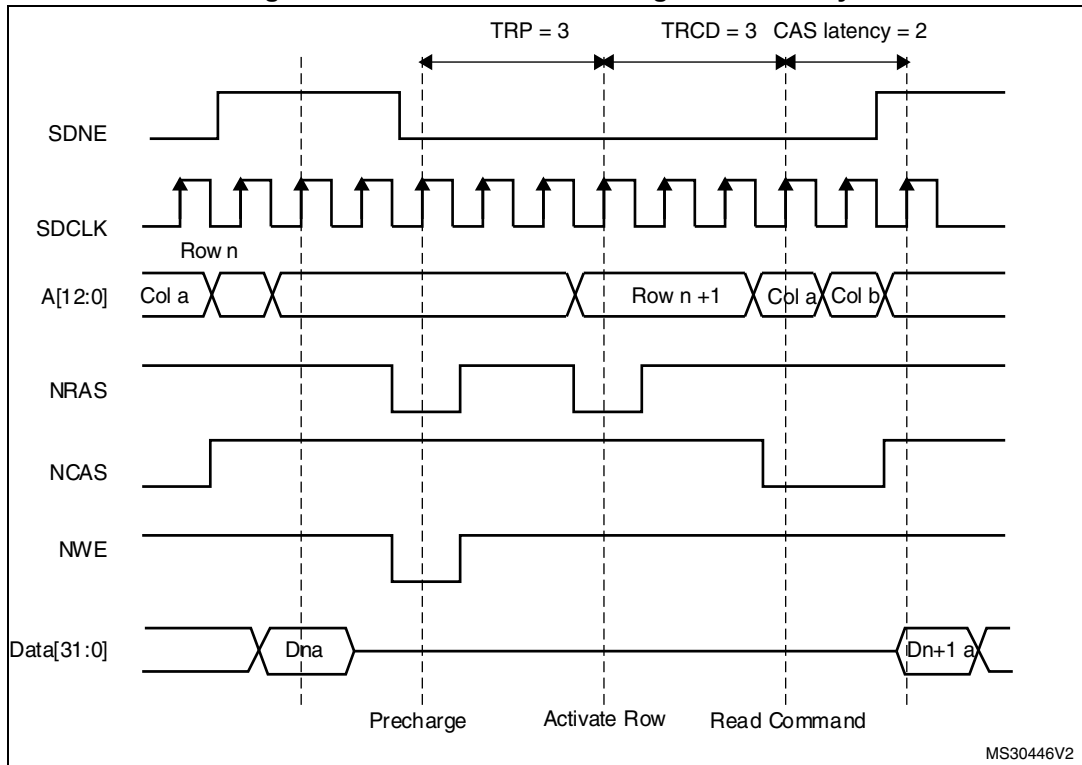 TRP = 3 TRCD = 3 CAS latency = 2
SDNE
SDCLK
Row n
A[12:0] Col a Row n +1 Col a Col b
NRAS
NCAS
NWE
Data[31:0] Dna Dn+1 a
Precharge Activate Row Read Command
MS30446V2